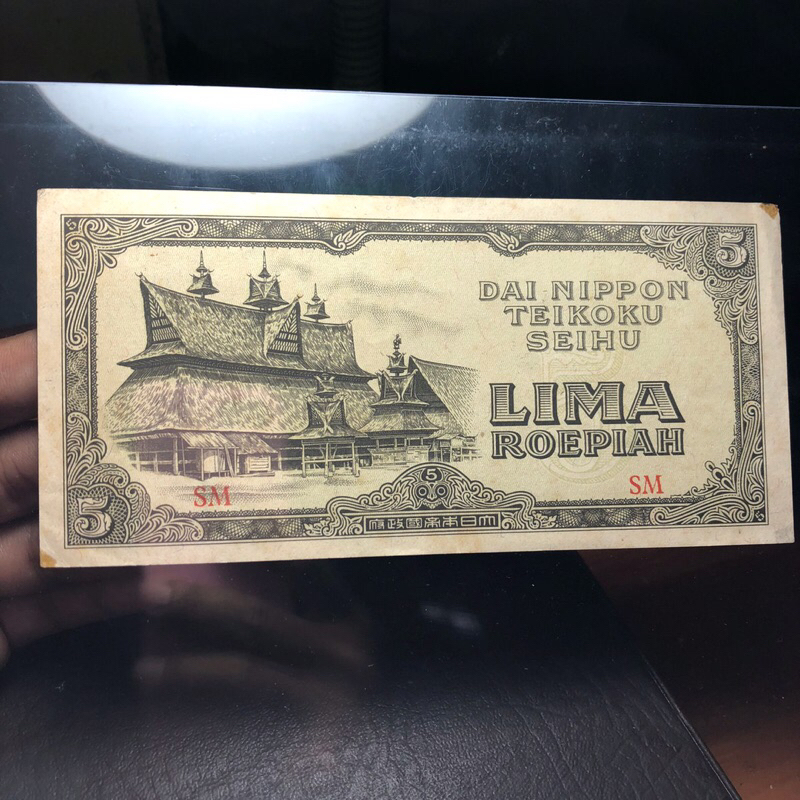 5
DAI NIPPON
TEIKOKU
SEIHU
LIMA
ROEPIAH
SM
SM
5
5
府政國帝本日大